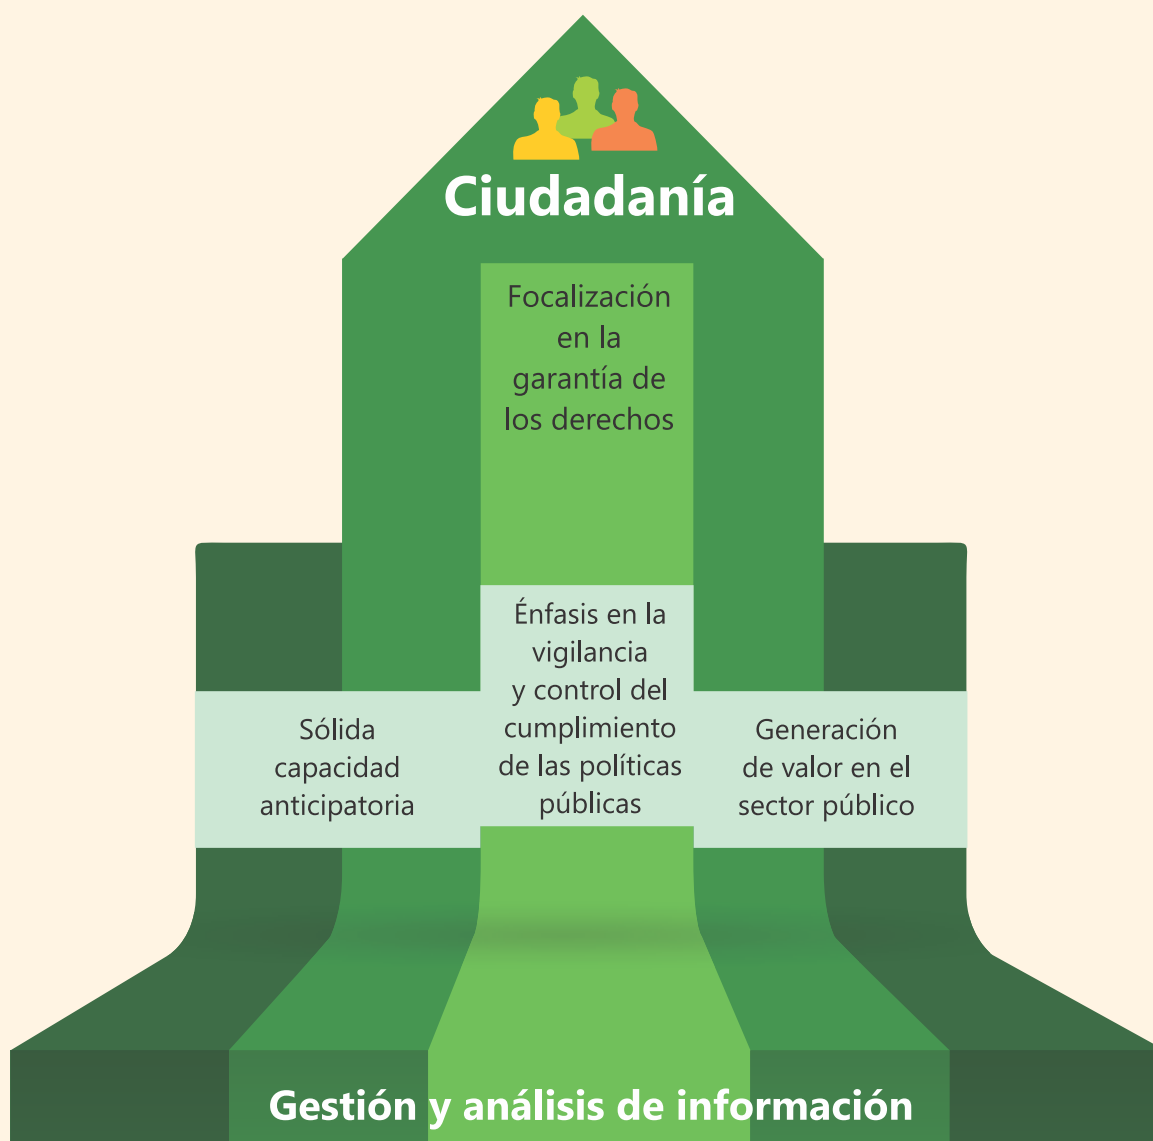 Ciudadanía
Focalización
en la
garantía de
los derechos
Énfasis en la
vigilancia
y control del
cumplimiento
de las políticas
públicas
Sólida
capacidad
anticipatoria
Generación
de valor en el
sector público
Gestión y análisis de información